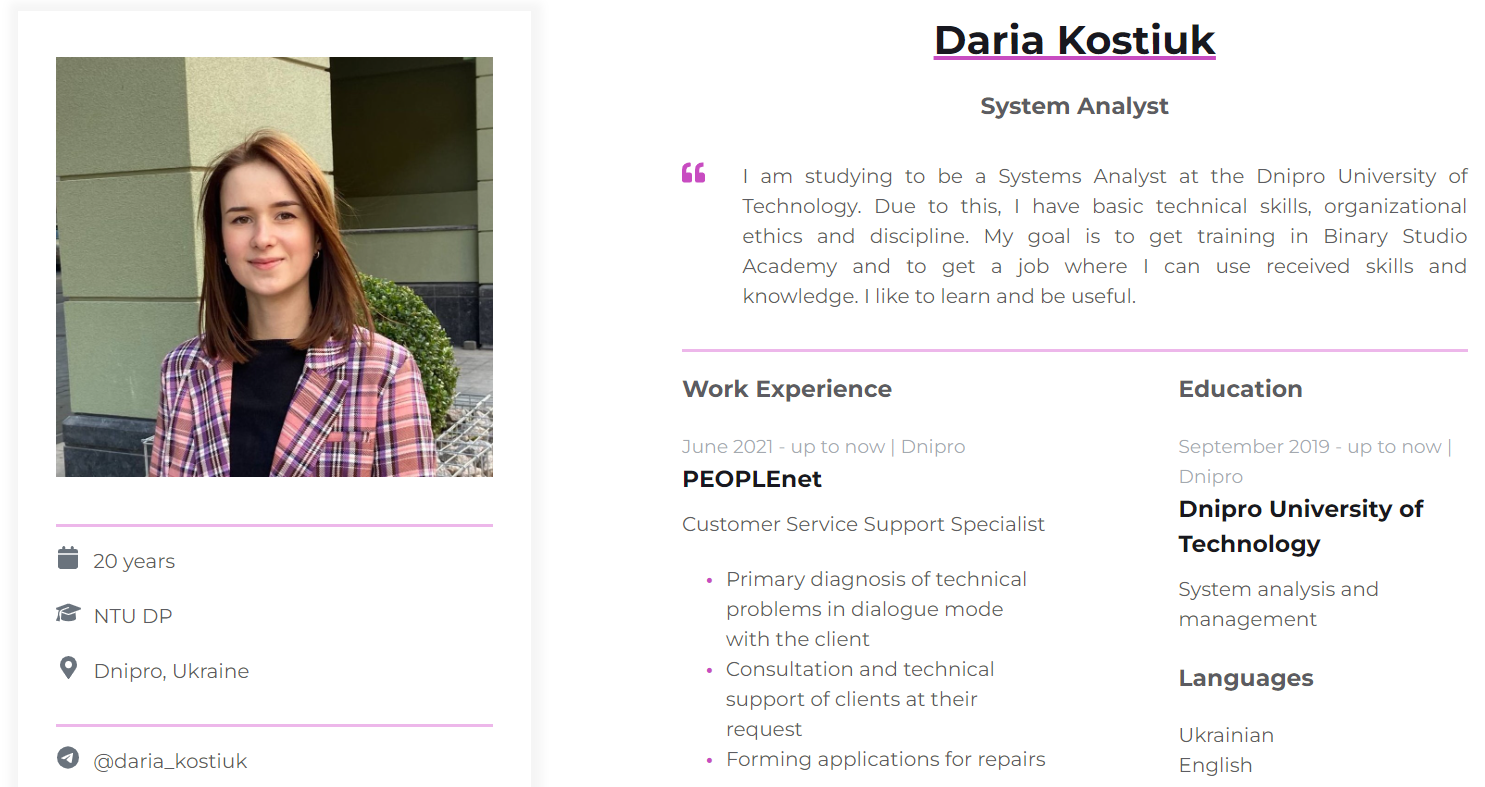 20 years
NTU DP
Dnipro, Ukraine
@daria_kostiuk
Daria Kostiuk
System Analyst
I am studying to be a Systems Analyst at the Dnipro University of
Technology. Due to this, I have basic technical skills, organizational
ethics and discipline. My goal is to get training in Binary Studio
Academy and to get a job where I can use received skills and
knowledge. I like to learn and be useful.
Work Experience
June 2021 - up to now | Dnipro
PEOPLEnet
Customer Service Support Specialist
Primary diagnosis of technical
problems in dialogue mode
with the client
Consultation and technical
support of clients at their
request
Forming applications for repairs
Education
September 2019 - up to now |
Dnipro
Dnipro University of
Technology
System analysis and
management
Languages
Ukrainian
English